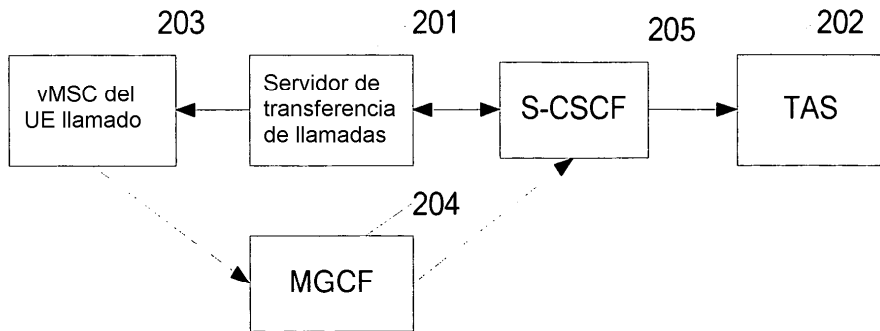 203
201
205
202
vMSC del
UE llamado
Servidor de
transferencia
de llamadas
S-CSCF
TAS
204
MGCF